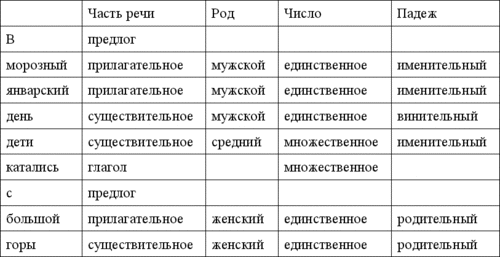 Часть речи Род Число Падеж
В предлог
морозный прилагательное мужской единственное именительный
январский прилагательное мужской единственное именительный
день существительное мужской единственное винительный
дети существительное средний множественное именительный
катались глагол множественное
с предлог
большой прилагательное женский единственное родительный
горы существительное женский единственное родительный